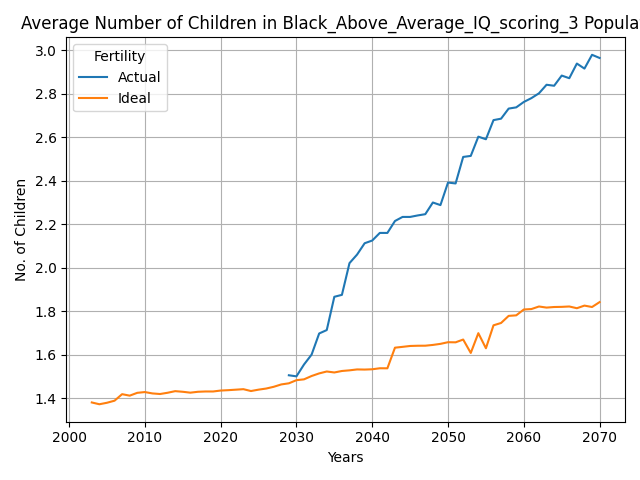 Average Number of Children in Black_Above_Average_IQ_scoring_3 Popula
3.0
2.8
2.6
2.4
2.2
2.0
1.8
1.6
1.4
No. of Children
Fertility
Actual
Ideal
2000 2010 2020 2030 2040 2050 2060 2070
Years